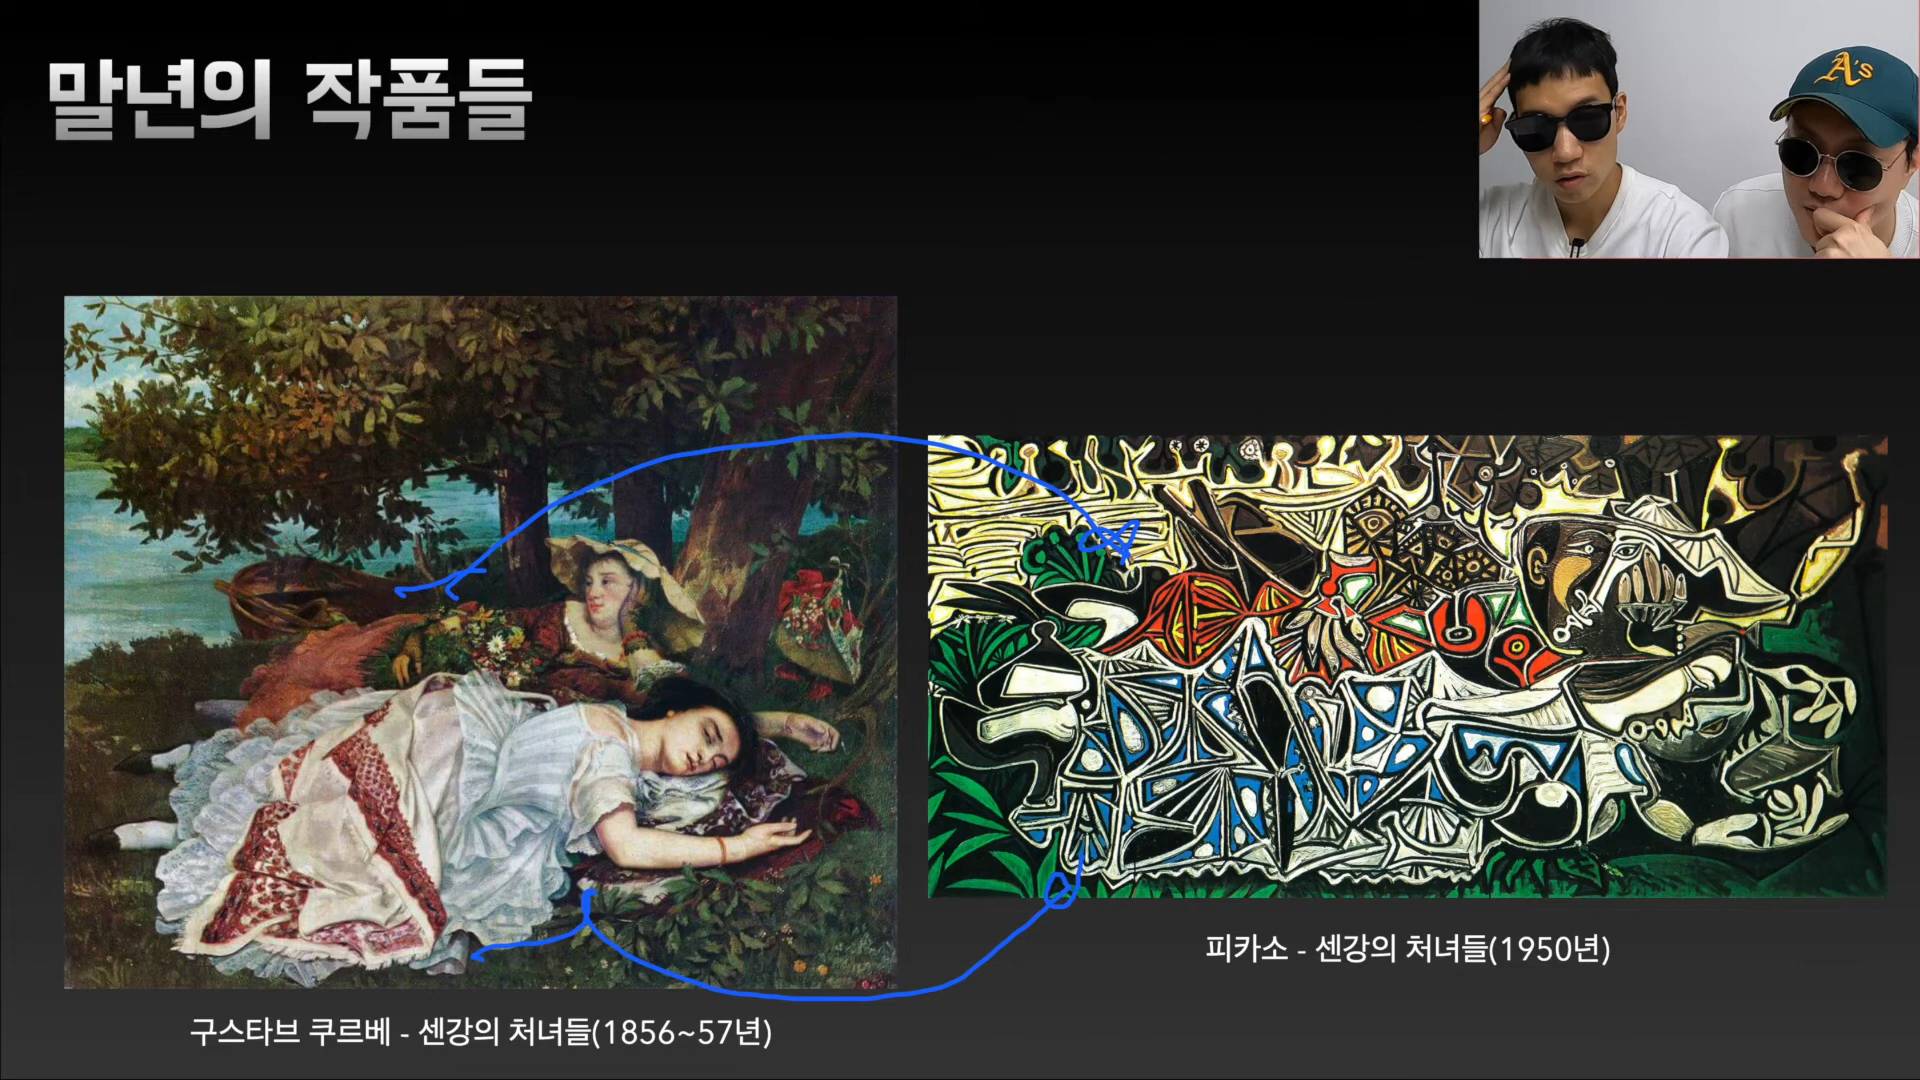 말년의 작품들
A's
피카소 - 센강의 처녀들(1950년)
구스타브 쿠르베 - 센강의 처녀들(1856~57년)